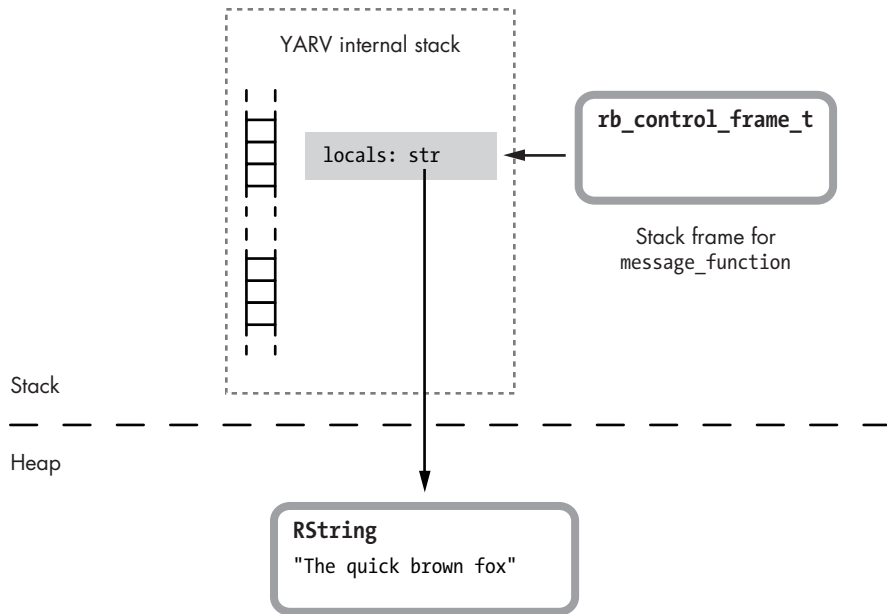 YARV internal stack
rb_control_frame_t
locals: str
Stack frame for
message_function
Stack
Heap
RString
"The quick brown fox"